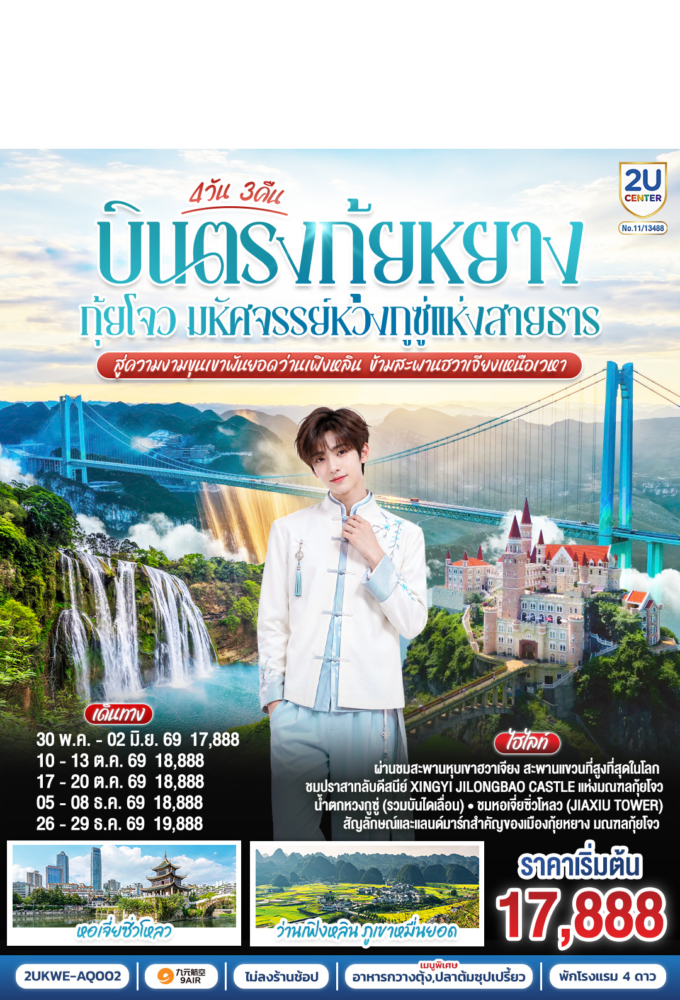 2U
CENTER
No.11/13488
4วัน 3คืน
บินตรงกุ้ยหยาง
กุ้ยโจว มหัศจรรย์หวงกูซู่แห่งสายธาร
สู่ความงามขุนเขาพันยอดว่านเฟิงหลิน ข้ามสะพานฮวาเจียงเหนือเวหา
เดินทาง
30 พ.ค. - 02 มิ.ย. 69 17,888
10 - 13 ต.ค. 69 18,888
17 - 20 ต.ค. 69 18,888
05 - 08 ธ.ค. 69 18,888
26 - 29 ธ.ค. 69 19,888
ไฮไลท์
ผ่านชมสะพานหุบเขาฮวาเจียง สะพานแขวนที่สูงที่สุดในโลก
ชมปราสาทลับดีสนีย์ XINGYI JILONGBAO CASTLE แห่งมณฑลกุ้ยโจว
น้ำตกหวงกูซู่ (รวมบันไดเลื่อน) • ชมหอเจี่ยซิ่วโหลว (JIAXIU TOWER)
สัญลักษณ์และแลนด์มาร์กสำคัญของเมืองกุ้ยหยาง มณฑลกุ้ยโจว
หอเจี่ยซิ่วโหลว
ว่านเฟิงหลิน ภูเขาหมื่นยอด
ราคาเริ่มต้น
17,888
2UKWE-AQ002
九元航空
9AIR
ไม่ลงร้านช้อป
เมนูพิเศษ
อาหารกวางตุ้ง,ปลาต้มซุปเปรี้ยว
พักโรงแรม 4 ดาว